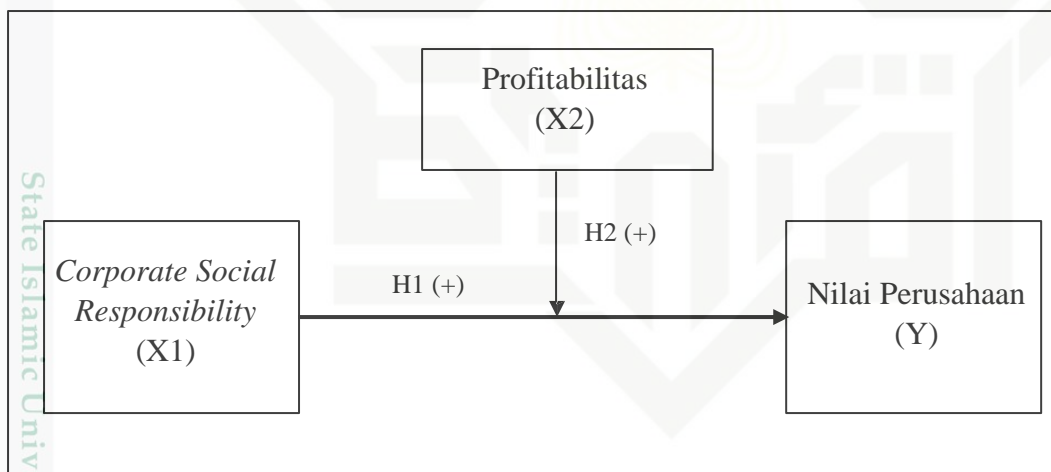 Profitabilitas
(X2)
H2 (+)
Corporate Social
Responsibility
(X1)
H1 (+)
Nilai Perusahaan
(Y)
State Islamic Univ